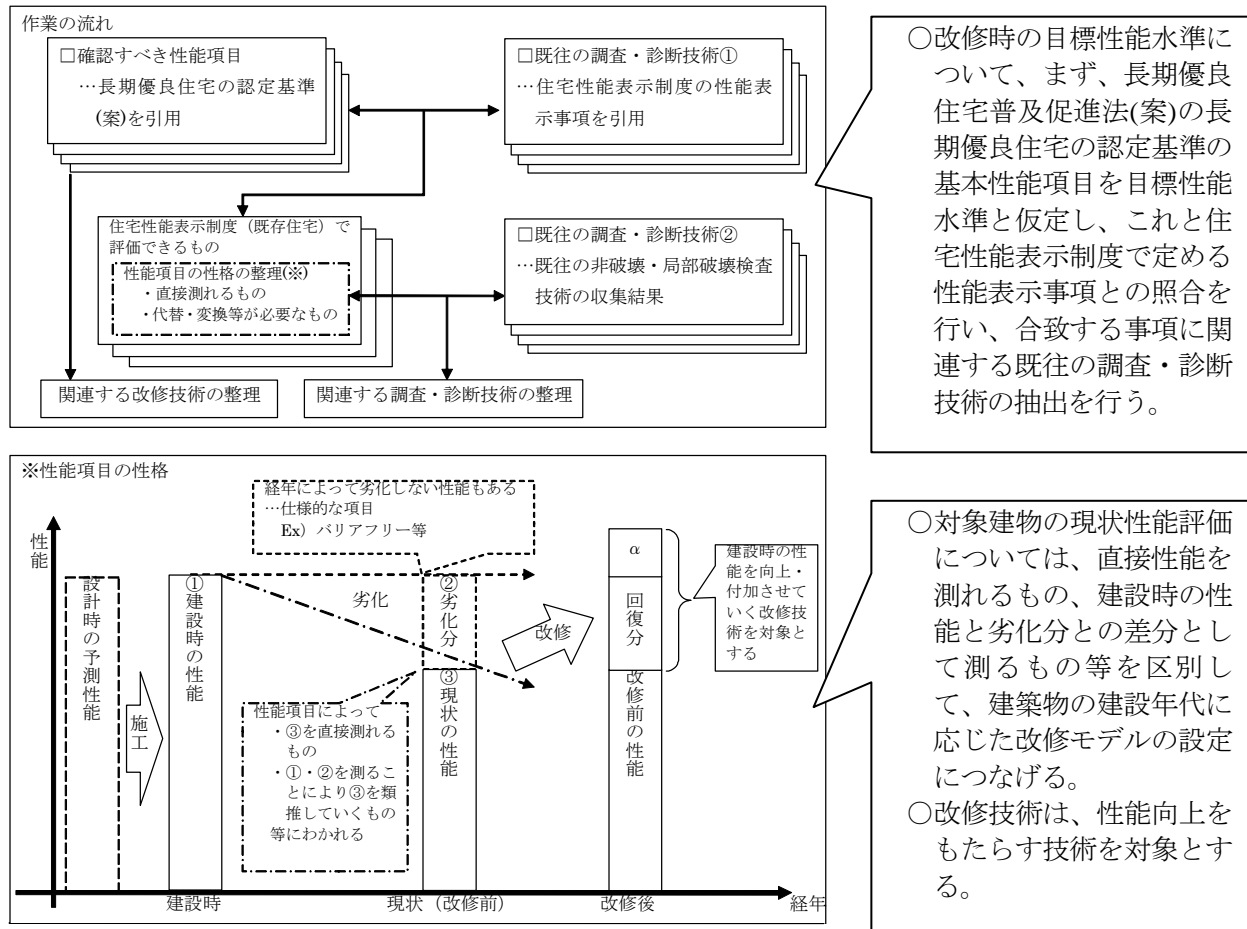 作業の流れ
□確認すべき性能項目
…長期優良住宅の認定基準
(案)を引用
□既往の調査・診断技術①
…住宅性能表示制度の性能表
示事項を引用
住宅性能表示制度（既存住宅）で
評価できるもの
性能項目の性格の整理(※)
・直接測れるもの
・代替・変換等が必要なもの
□既往の調査・診断技術②
…既往の非破壊・局部破壊検査
技術の収集結果
関連する改修技術の整理
関連する調査・診断技術の整理
○改修時の目標性能水準に
ついて、まず、長期優良
住宅普及促進法(案)の長
期優良住宅の認定基準の
基本性能項目を目標性能
水準と仮定し、これと住
宅性能表示制度で定める
性能表示事項との照合を
行い、合致する事項に関
連する既往の調査・診断
技術の抽出を行う。
※性能項目の性格
性能
設計時の予測性能
施工
①建設時の性能
経年によって劣化しない性能もある
…仕様的な項目
Ex）バリアフリー等
劣化
②劣化分
③現状の性能
性能項目によって
・③を直接測れる
もの
・①・②を測るこ
とにより③を類
推していくもの
等にわかれる
改修
α
回復分
改修前の性能
建設時の性能
を向上・
付加させて
いく改修技
術を対象と
する
建設時
現状（改修前）
改修後
経年
○対象建物の現状性能評価
については、直接性能を
測れるもの、建設時の性
能と劣化分との差分とし
て測るもの等を区別し
て、建築物の建設年代に
応じた改修モデルの設定
につなげる。
○改修技術は、性能向上を
もたらす技術を対象とす
る。